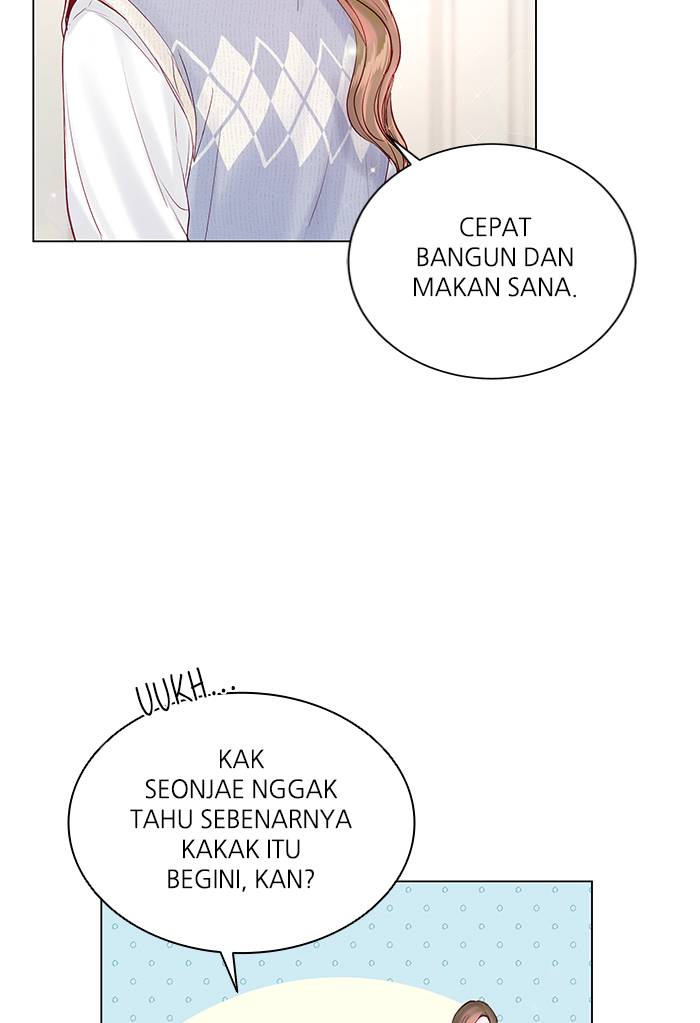 CEPAT
BANGUN DAN
MAKAN SANA.
UUKH....
KAK
SEONJAE NGGAK
TAHU SEBENARNYA
KAKAK ITU
BEGINI, KAN?